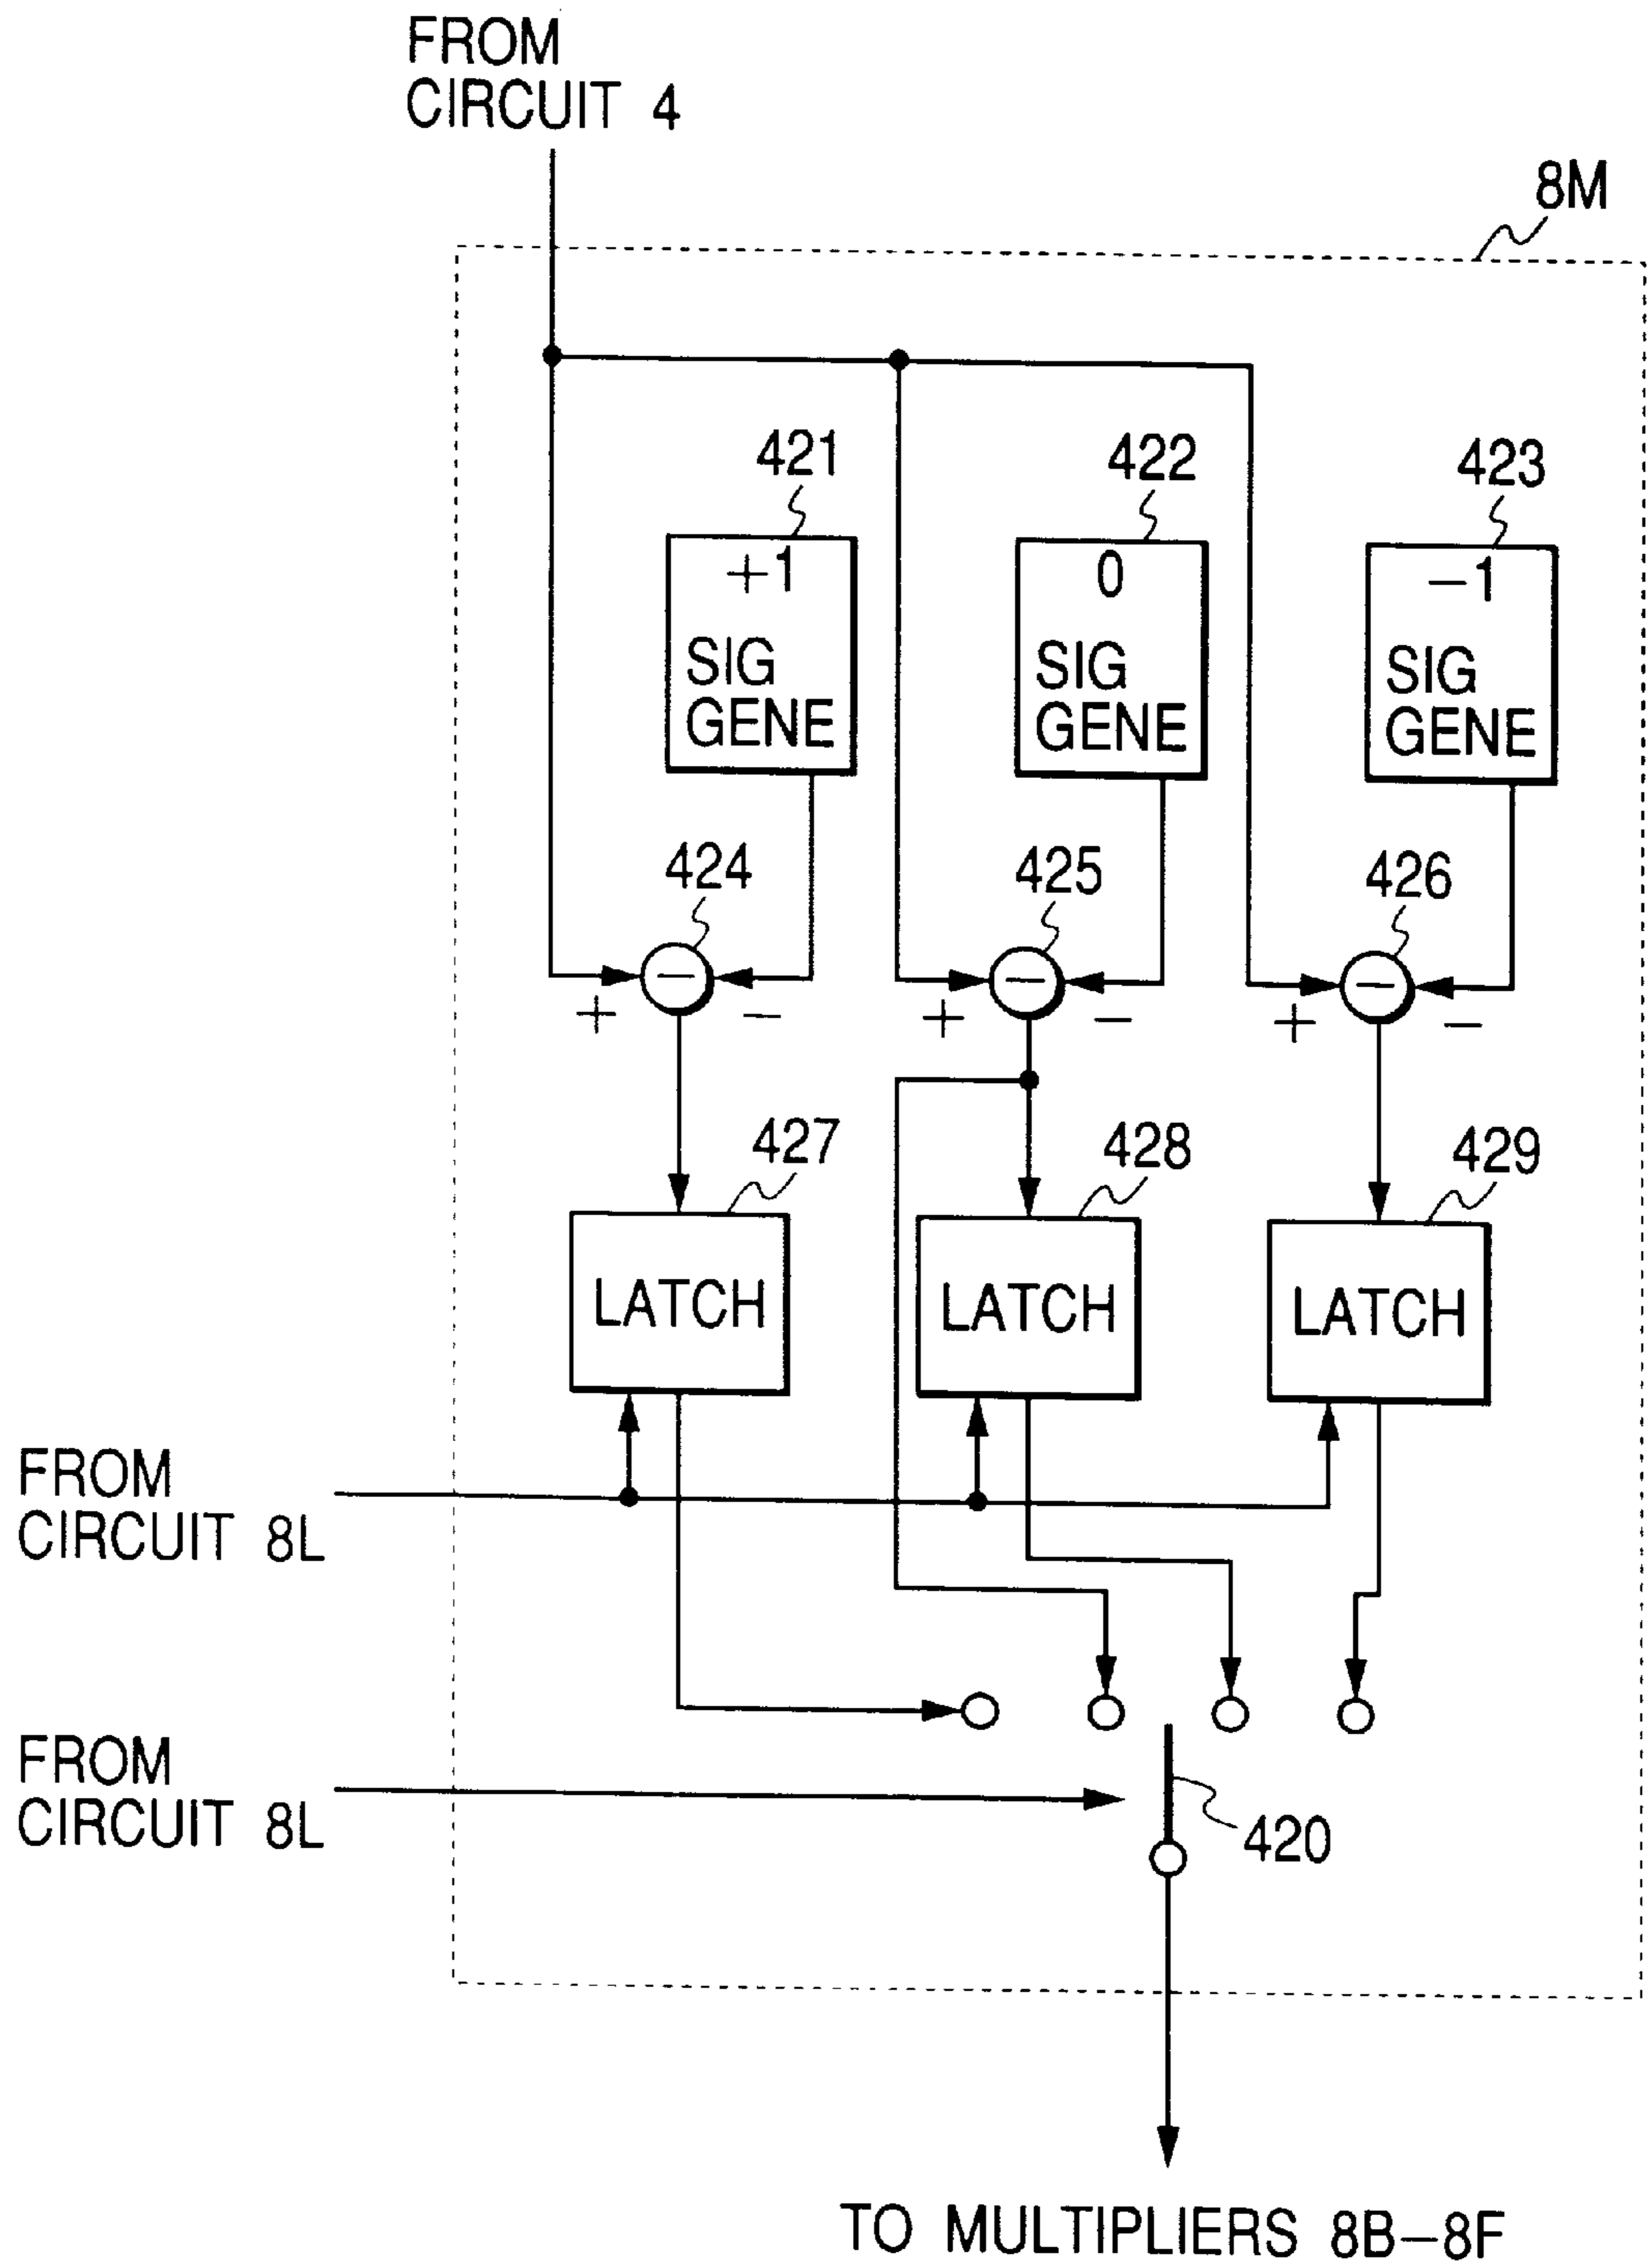 FROM
CIRCUIT 4
8M
421
422
423
+1
SIG
GENE
0
SIG
GENE
−1
SIG
GENE
424
425
426
−
−
−
+
−
+
−
+
−
427
428
429
LATCH
LATCH
LATCH
FROM
CIRCUIT 8L
FROM
CIRCUIT 8L
420
TO MULTIPLIERS 8B−8F